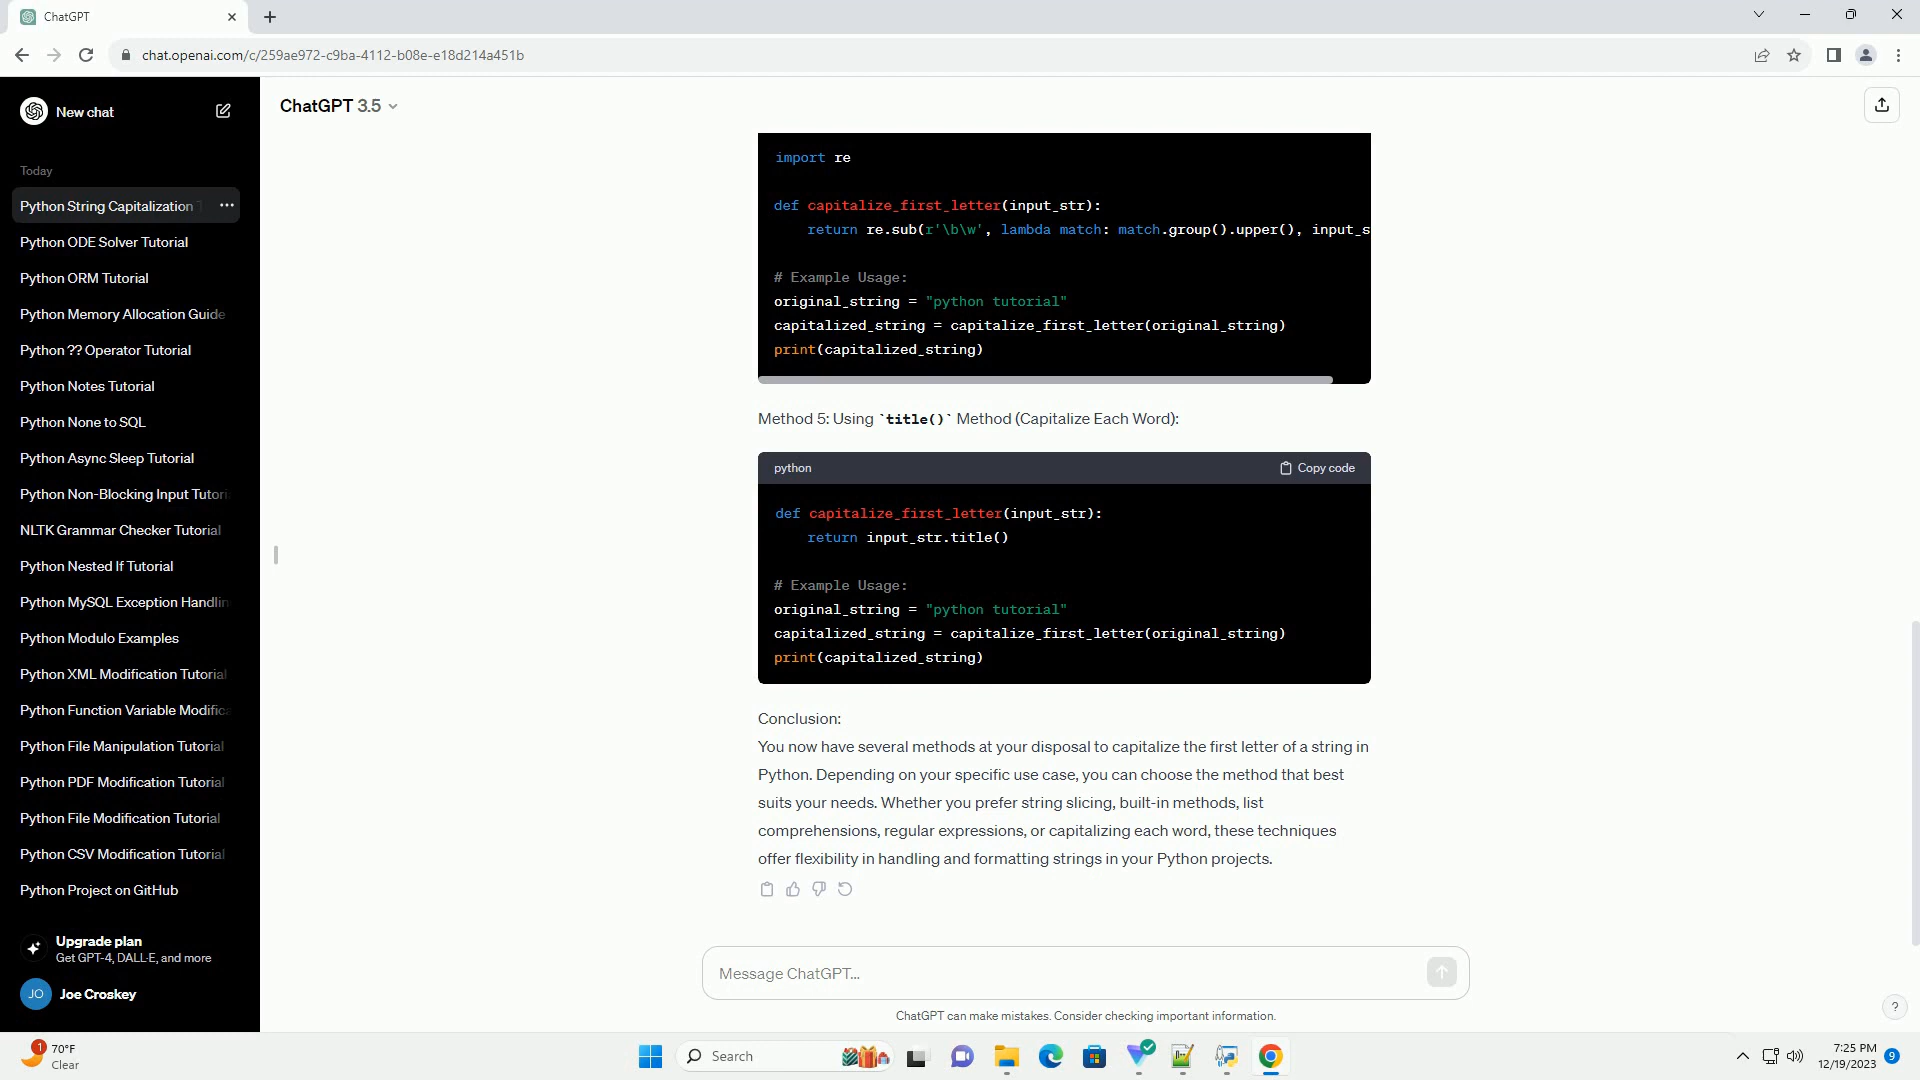 ChatGPT
chat.openai.com/c/259ae972-c9ba-4112-b08e-e18d214a451b
New chat
Today
Python String Capitalization T
Python ODE Solver Tutorial
Python ORM Tutorial
Python Memory Allocation Guide
Python ?? Operator Tutorial
Python Notes Tutorial
Python None to SQL
Python Async Sleep Tutorial
Python Non-Blocking Input Tutori
NLTK Grammar Checker Tutorial
Python Nested If Tutorial
Python MySQL Exception Handlin
Python Modulo Examples
Python XML Modification Tutorial
Python Function Variable Modifica
Python File Manipulation Tutorial
Python PDF Modification Tutorial
Python File Modification Tutorial
Python CSV Modification Tutorial
Python Project on GitHub
Upgrade plan
Get GPT-4, DALL·E, and more
JO Joe Croskey
ChatGPT 3.5
import re
def capitalize_first_letter(input_str):
return re.sub(r'\b\w', lambda match: match.group().upper(), input_s
# Example Usage:
original_string = "python tutorial"
capitalized_string = capitalize_first_letter(original_string)
print(capitalized_string)
Method 5: Using `title()` Method (Capitalize Each Word):
python Copy code
def capitalize_first_letter(input_str):
return input_str.title()
# Example Usage:
original_string = "python tutorial"
capitalized_string = capitalize_first_letter(original_string)
print(capitalized_string)
Conclusion:
You now have several methods at your disposal to capitalize the first letter of a string in
Python. Depending on your specific use case, you can choose the method that best
suits your needs. Whether you prefer string slicing, built-in methods, list
comprehensions, regular expressions, or capitalizing each word, these techniques
offer flexibility in handling and formatting strings in your Python projects.
Message ChatGPT...
ChatGPT can make mistakes. Consider checking important information.
?
1
70°F
Clear
Search
7:25 PM
12/19/2023
9